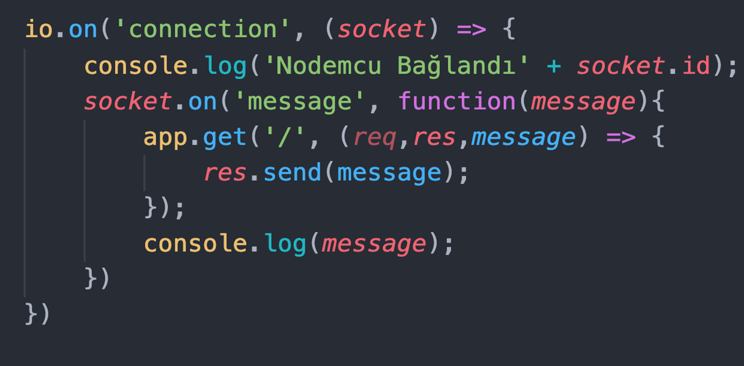 io.on('connection', (socket) => {
    console.log('Nodemcu Bağlandı' + socket.id);
    socket.on('message', function(message){
        app.get('/', (req,res,message) => {
            res.send(message);
        });
        console.log(message);
    })
})